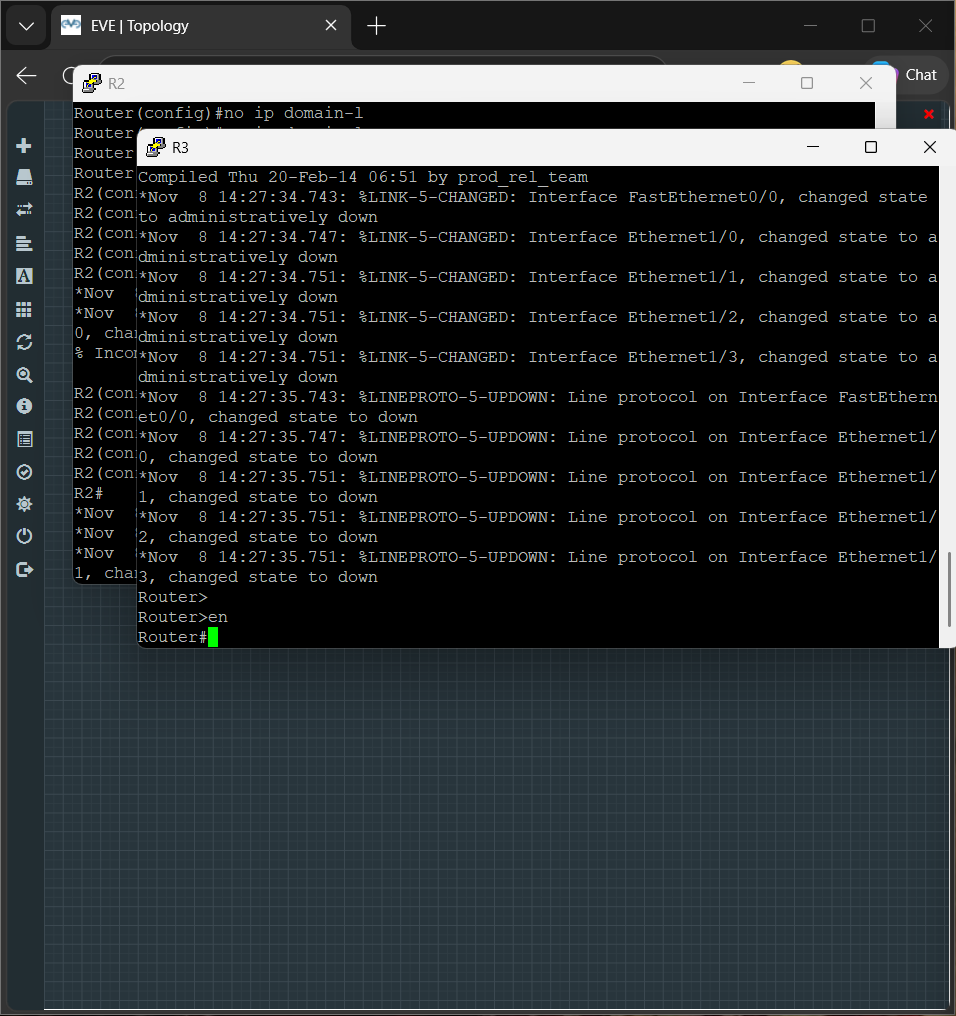 EVE | Topology
Chat
R2
Router(config)#no ip domain-l
Router
Router
Router
R2(con
R2(con
R2(con
R2(con
R2(con
*Nov
*Nov
0, chan
% Incom
R2(con
R2(con
R2(con
R2(con
R2(con
R2#
*Nov
*Nov
*Nov
1, chan
R3
Compiled Thu 20-Feb-14 06:51 by prod_rel_team
*Nov  8 14:27:34.743: %LINK-5-CHANGED: Interface FastEthernet0/0, changed state
to administratively down
*Nov  8 14:27:34.747: %LINK-5-CHANGED: Interface Ethernet1/0, changed state to a
dministratively down
*Nov  8 14:27:34.751: %LINK-5-CHANGED: Interface Ethernet1/1, changed state to a
dministratively down
*Nov  8 14:27:34.751: %LINK-5-CHANGED: Interface Ethernet1/2, changed state to a
dministratively down
*Nov  8 14:27:34.751: %LINK-5-CHANGED: Interface Ethernet1/3, changed state to a
dministratively down
*Nov  8 14:27:35.743: %LINEPROTO-5-UPDOWN: Line protocol on Interface FastEthern
et0/0, changed state to down
*Nov  8 14:27:35.747: %LINEPROTO-5-UPDOWN: Line protocol on Interface Ethernet1/
0, changed state to down
*Nov  8 14:27:35.751: %LINEPROTO-5-UPDOWN: Line protocol on Interface Ethernet1/
1, changed state to down
*Nov  8 14:27:35.751: %LINEPROTO-5-UPDOWN: Line protocol on Interface Ethernet1/
2, changed state to down
*Nov  8 14:27:35.751: %LINEPROTO-5-UPDOWN: Line protocol on Interface Ethernet1/
3, changed state to down
Router>
Router>en
Router#